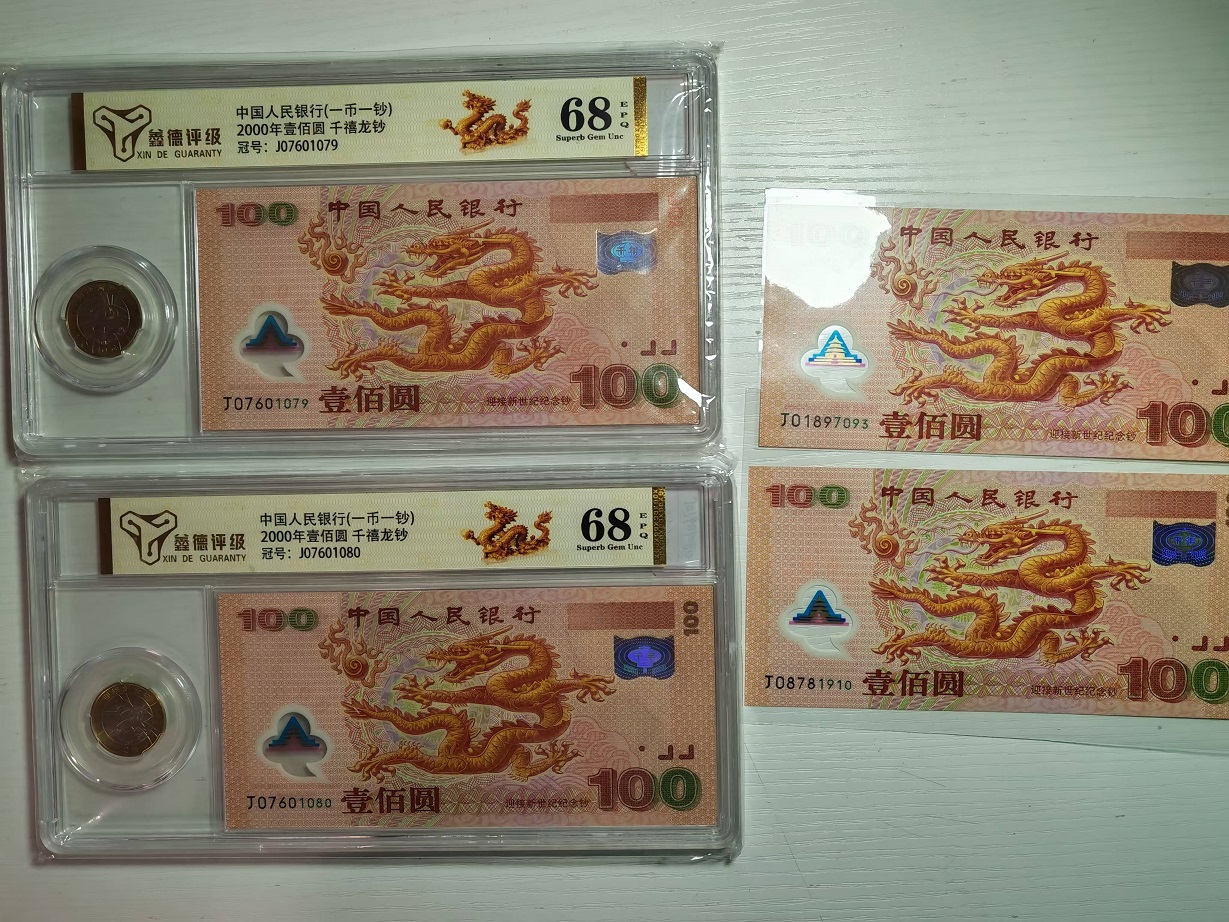 鑫德评级
XIN DE GUARANTY
中国人民银行(一币一钞)
2000年壹佰圆 千禧龙钞
冠号：J07601079
68
EPQ
Superb Gem Unc
100
中国人民银行
千年
J07601079
壹佰圆
迎接新世纪纪念钞
100
鑫德评级
XIN DE GUARANTY
中国人民银行(一币一钞)
2000年壹佰圆 千禧龙钞
冠号：J07601080
68
EPQ
Superb Gem Unc
100
中国人民银行
100
J07601080
壹佰圆
迎接新世纪纪念钞
100
100
中国人民银行
J01897093
壹佰圆
迎接新世纪纪念钞
100
100
中国人民银行
J08781910
壹佰圆
迎接新世纪纪念钞
100